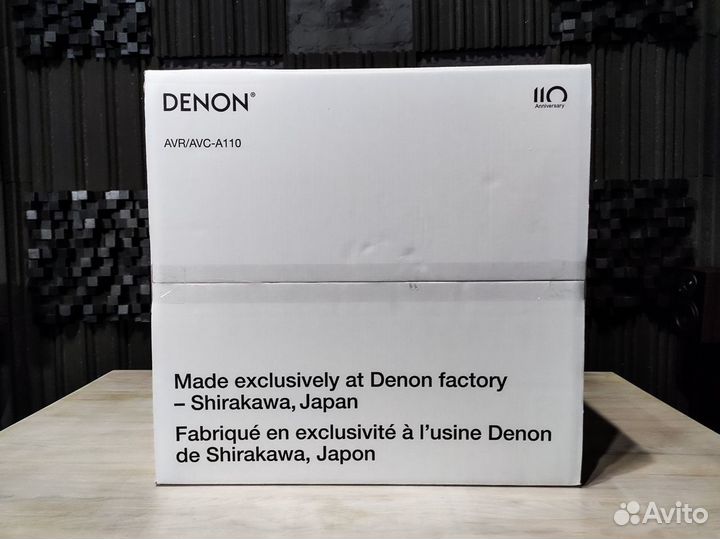 DENON®
110
Anniversary
AVR/AVC-A110
Made exclusively at Denon factory
– Shirakawa, Japan
Fabriqué en exclusivité à l'usine Denon
de Shirakawa, Japon
Avito